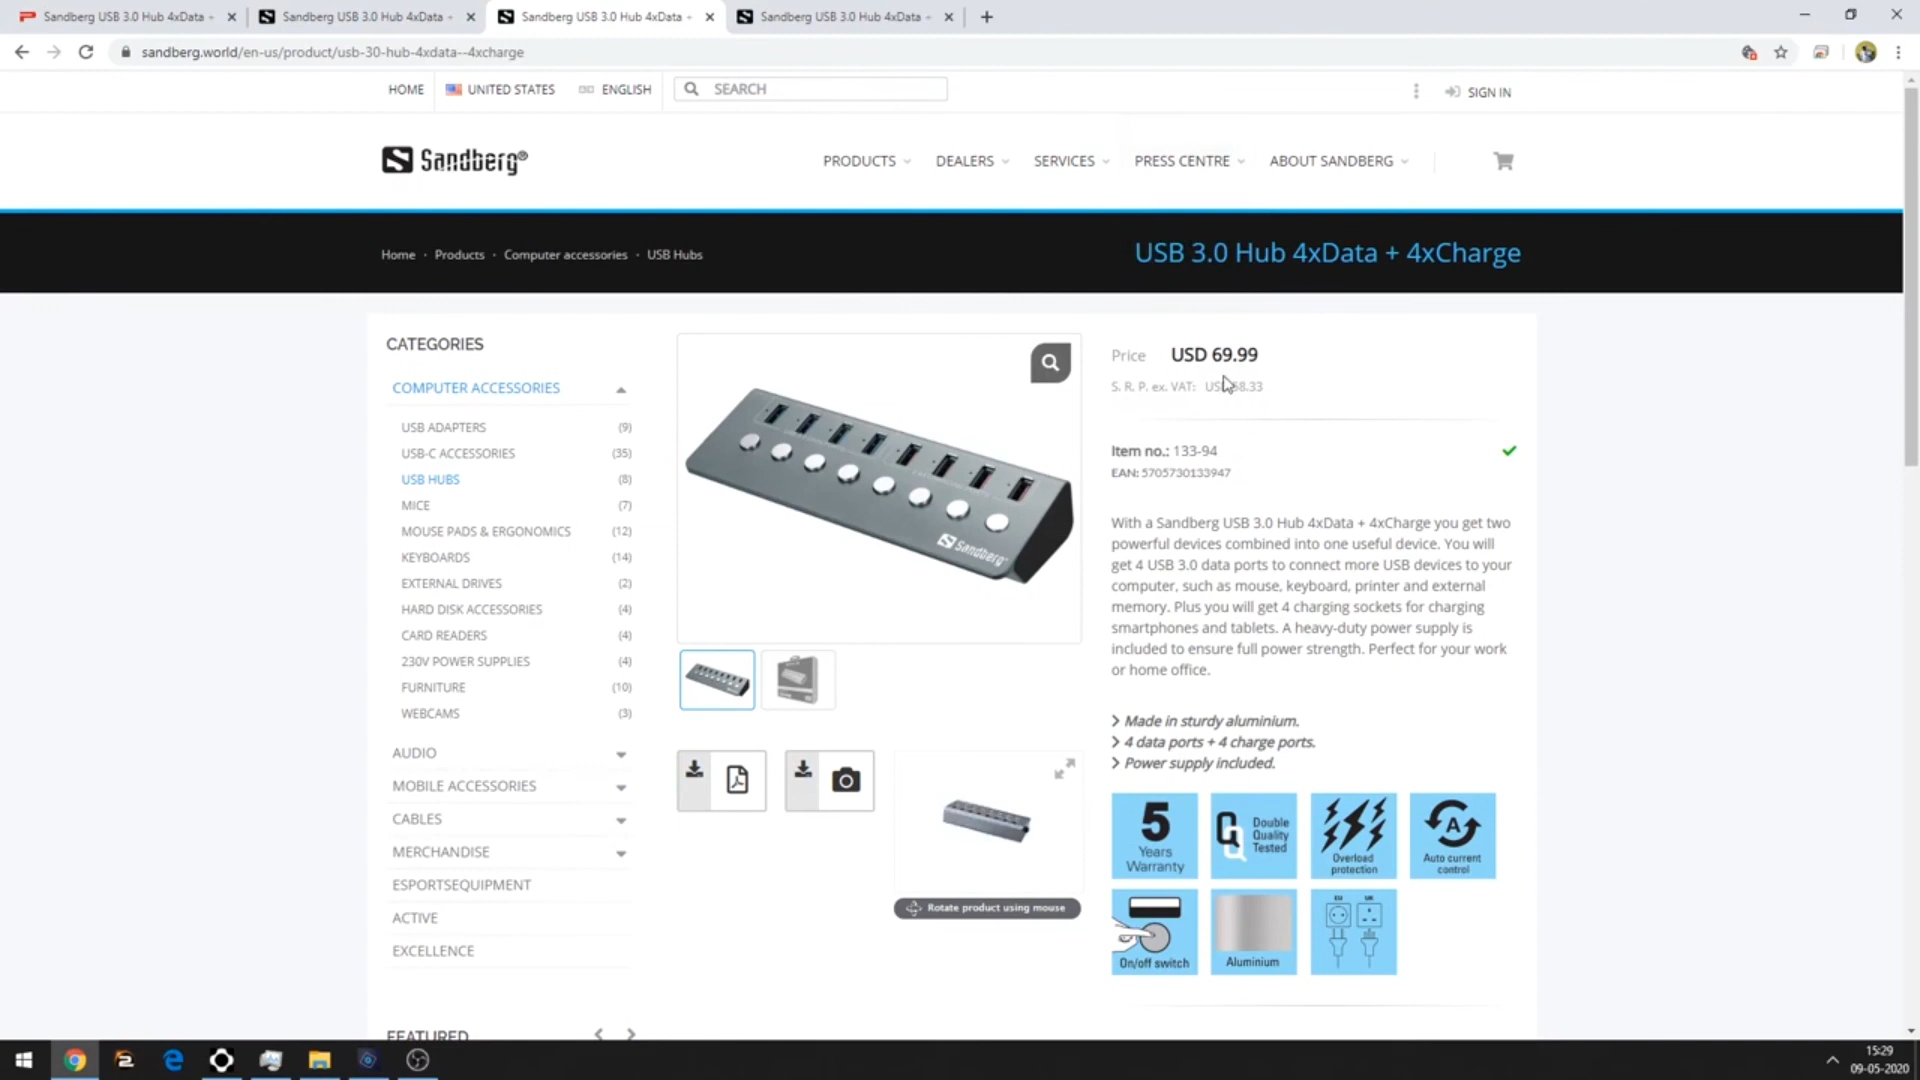 Sandberg USB 3.0 Hub 4xData +
Sandberg USB 3.0 Hub 4xData +
Sandberg USB 3.0 Hub 4xData +
Sandberg USB 3.0 Hub 4xData +
sandberg.world/en-us/product/usb-30-hub-4xdata--4xcharge
HOME
UNITED STATES
ENGLISH
SEARCH
SIGN IN
Sandberg®
PRODUCTS
DEALERS
SERVICES
PRESS CENTRE
ABOUT SANDBERG
Home · Products · Computer accessories · USB Hubs
USB 3.0 Hub 4xData + 4xCharge
CATEGORIES
COMPUTER ACCESSORIES
USB ADAPTERS (9)
USB-C ACCESSORIES (35)
USB HUBS (8)
MICE (7)
MOUSE PADS & ERGONOMICS (12)
KEYBOARDS (14)
EXTERNAL DRIVES (2)
HARD DISK ACCESSORIES (4)
CARD READERS (4)
230V POWER SUPPLIES (4)
FURNITURE (10)
WEBCAMS (3)
AUDIO
MOBILE ACCESSORIES
CABLES
MERCHANDISE
ESPORTSEQUIPMENT
ACTIVE
EXCELLENCE
FEATURED
Sandberg
Rotate product using mouse
Price USD 69.99
S. R. P. ex. VAT:
Item no.: 133-94
EAN: 5705730133947
With a Sandberg USB 3.0 Hub 4xData + 4xCharge you get two
powerful devices combined into one useful device. You will
get 4 USB 3.0 data ports to connect more USB devices to your
computer, such as mouse, keyboard, printer and external
memory. Plus you will get 4 charging sockets for charging
smartphones and tablets. A heavy-duty power supply is
included to ensure full power strength. Perfect for your work
or home office.
Made in sturdy aluminium.
4 data ports + 4 charge ports.
Power supply included.
5
Years
Warranty
Double
Quality
Tested
Overload
protection
A
Auto current
control
On/off switch
Aluminium
EU
UK
15:29
09-05-2020